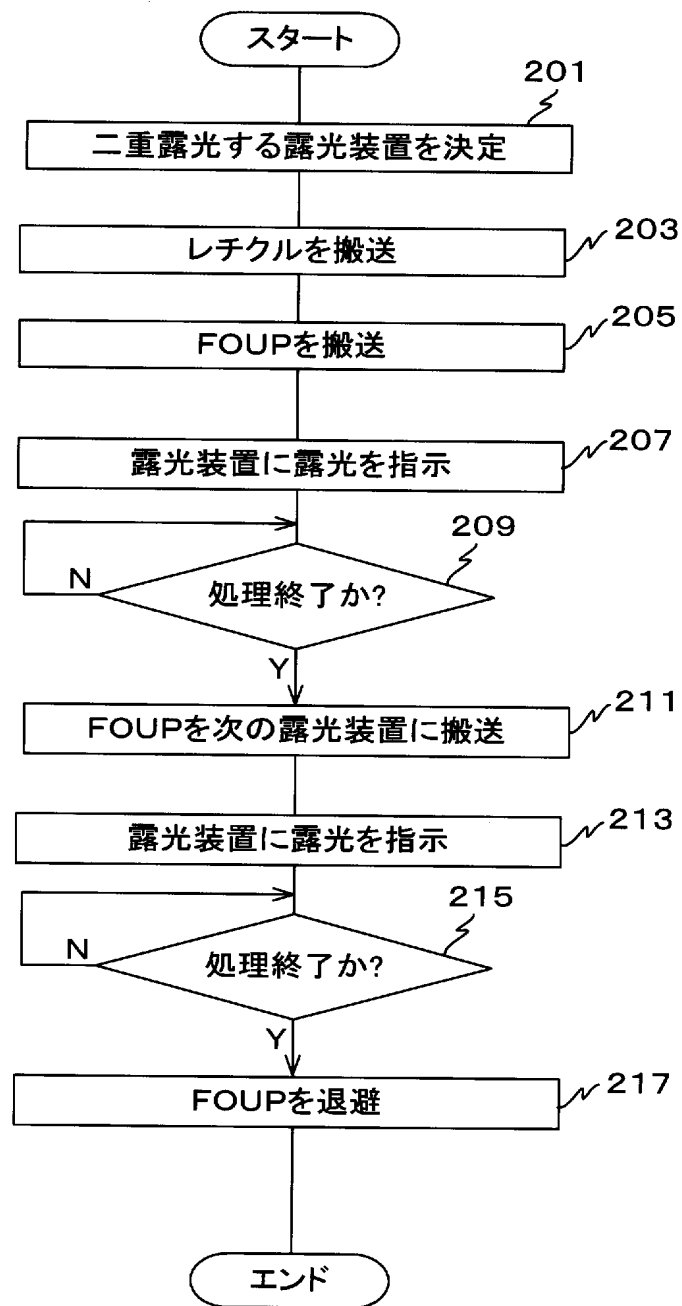 スタート
201
二重露光する露光装置を決定
レチクルを搬送
203
FOUPを搬送
205
露光装置に露光を指示
207
209
処理終了か?
N
Y
FOUPを次の露光装置に搬送
211
露光装置に露光を指示
213
215
処理終了か?
N
Y
FOUPを退避
217
エンド